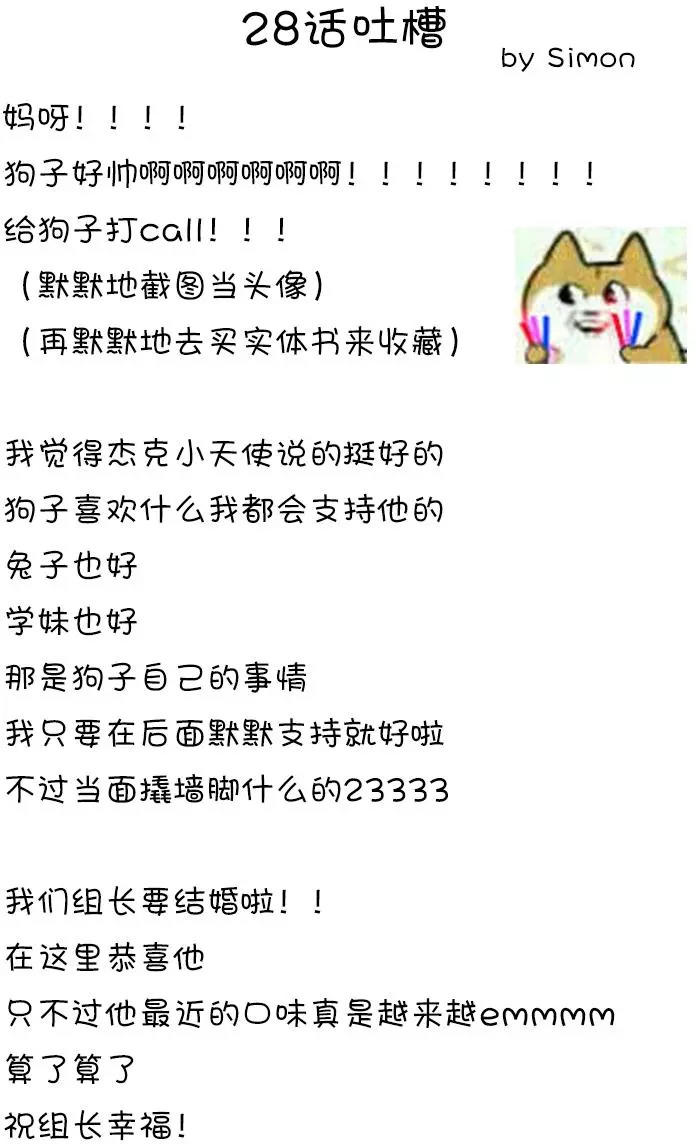 28话吐槽
by Simon
妈呀！！！！
狗子好帅啊啊啊啊啊啊！！！！！！！！
给狗子打call！！！
（默默地截图当头像）
（再默默地去买实体书来收藏）
我觉得杰克小天使说的挺好的
狗子喜欢什么我都会支持他的
兔子也好
学妹也好
那是狗子自己的事情
我只要在后面默默支持就好啦
不过当面撬墙脚什么的23333
我们组长要结婚啦！！
在这里恭喜他
只不过他最近的口味真是越来越emmmm
算了算了
祝组长幸福！